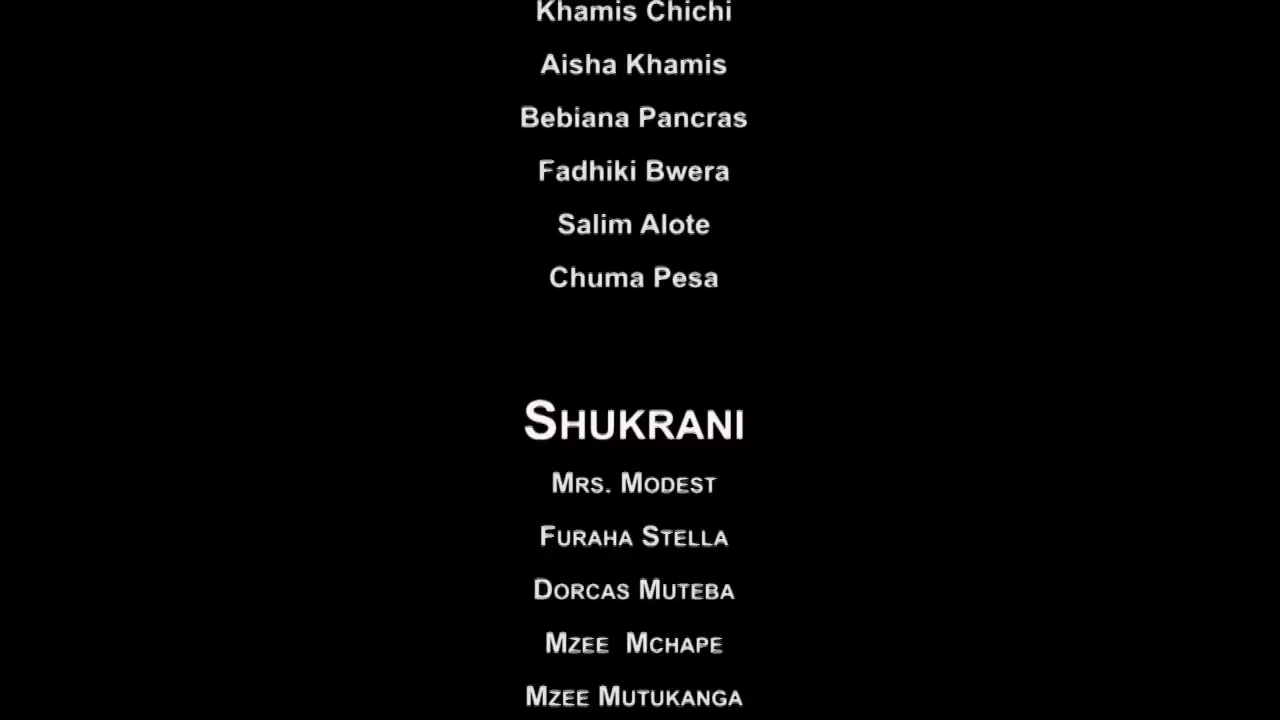 Khamis Chichi
Aisha Khamis
Bebiana Pancras
Fadhiki Bwera
Salim Alote
Chuma Pesa
SHUKRANI
MRS. MODEST
FURAHA STELLA
DORCAS MUTEBA
MZEE MCHAPE
MZEE MUTUKANGA